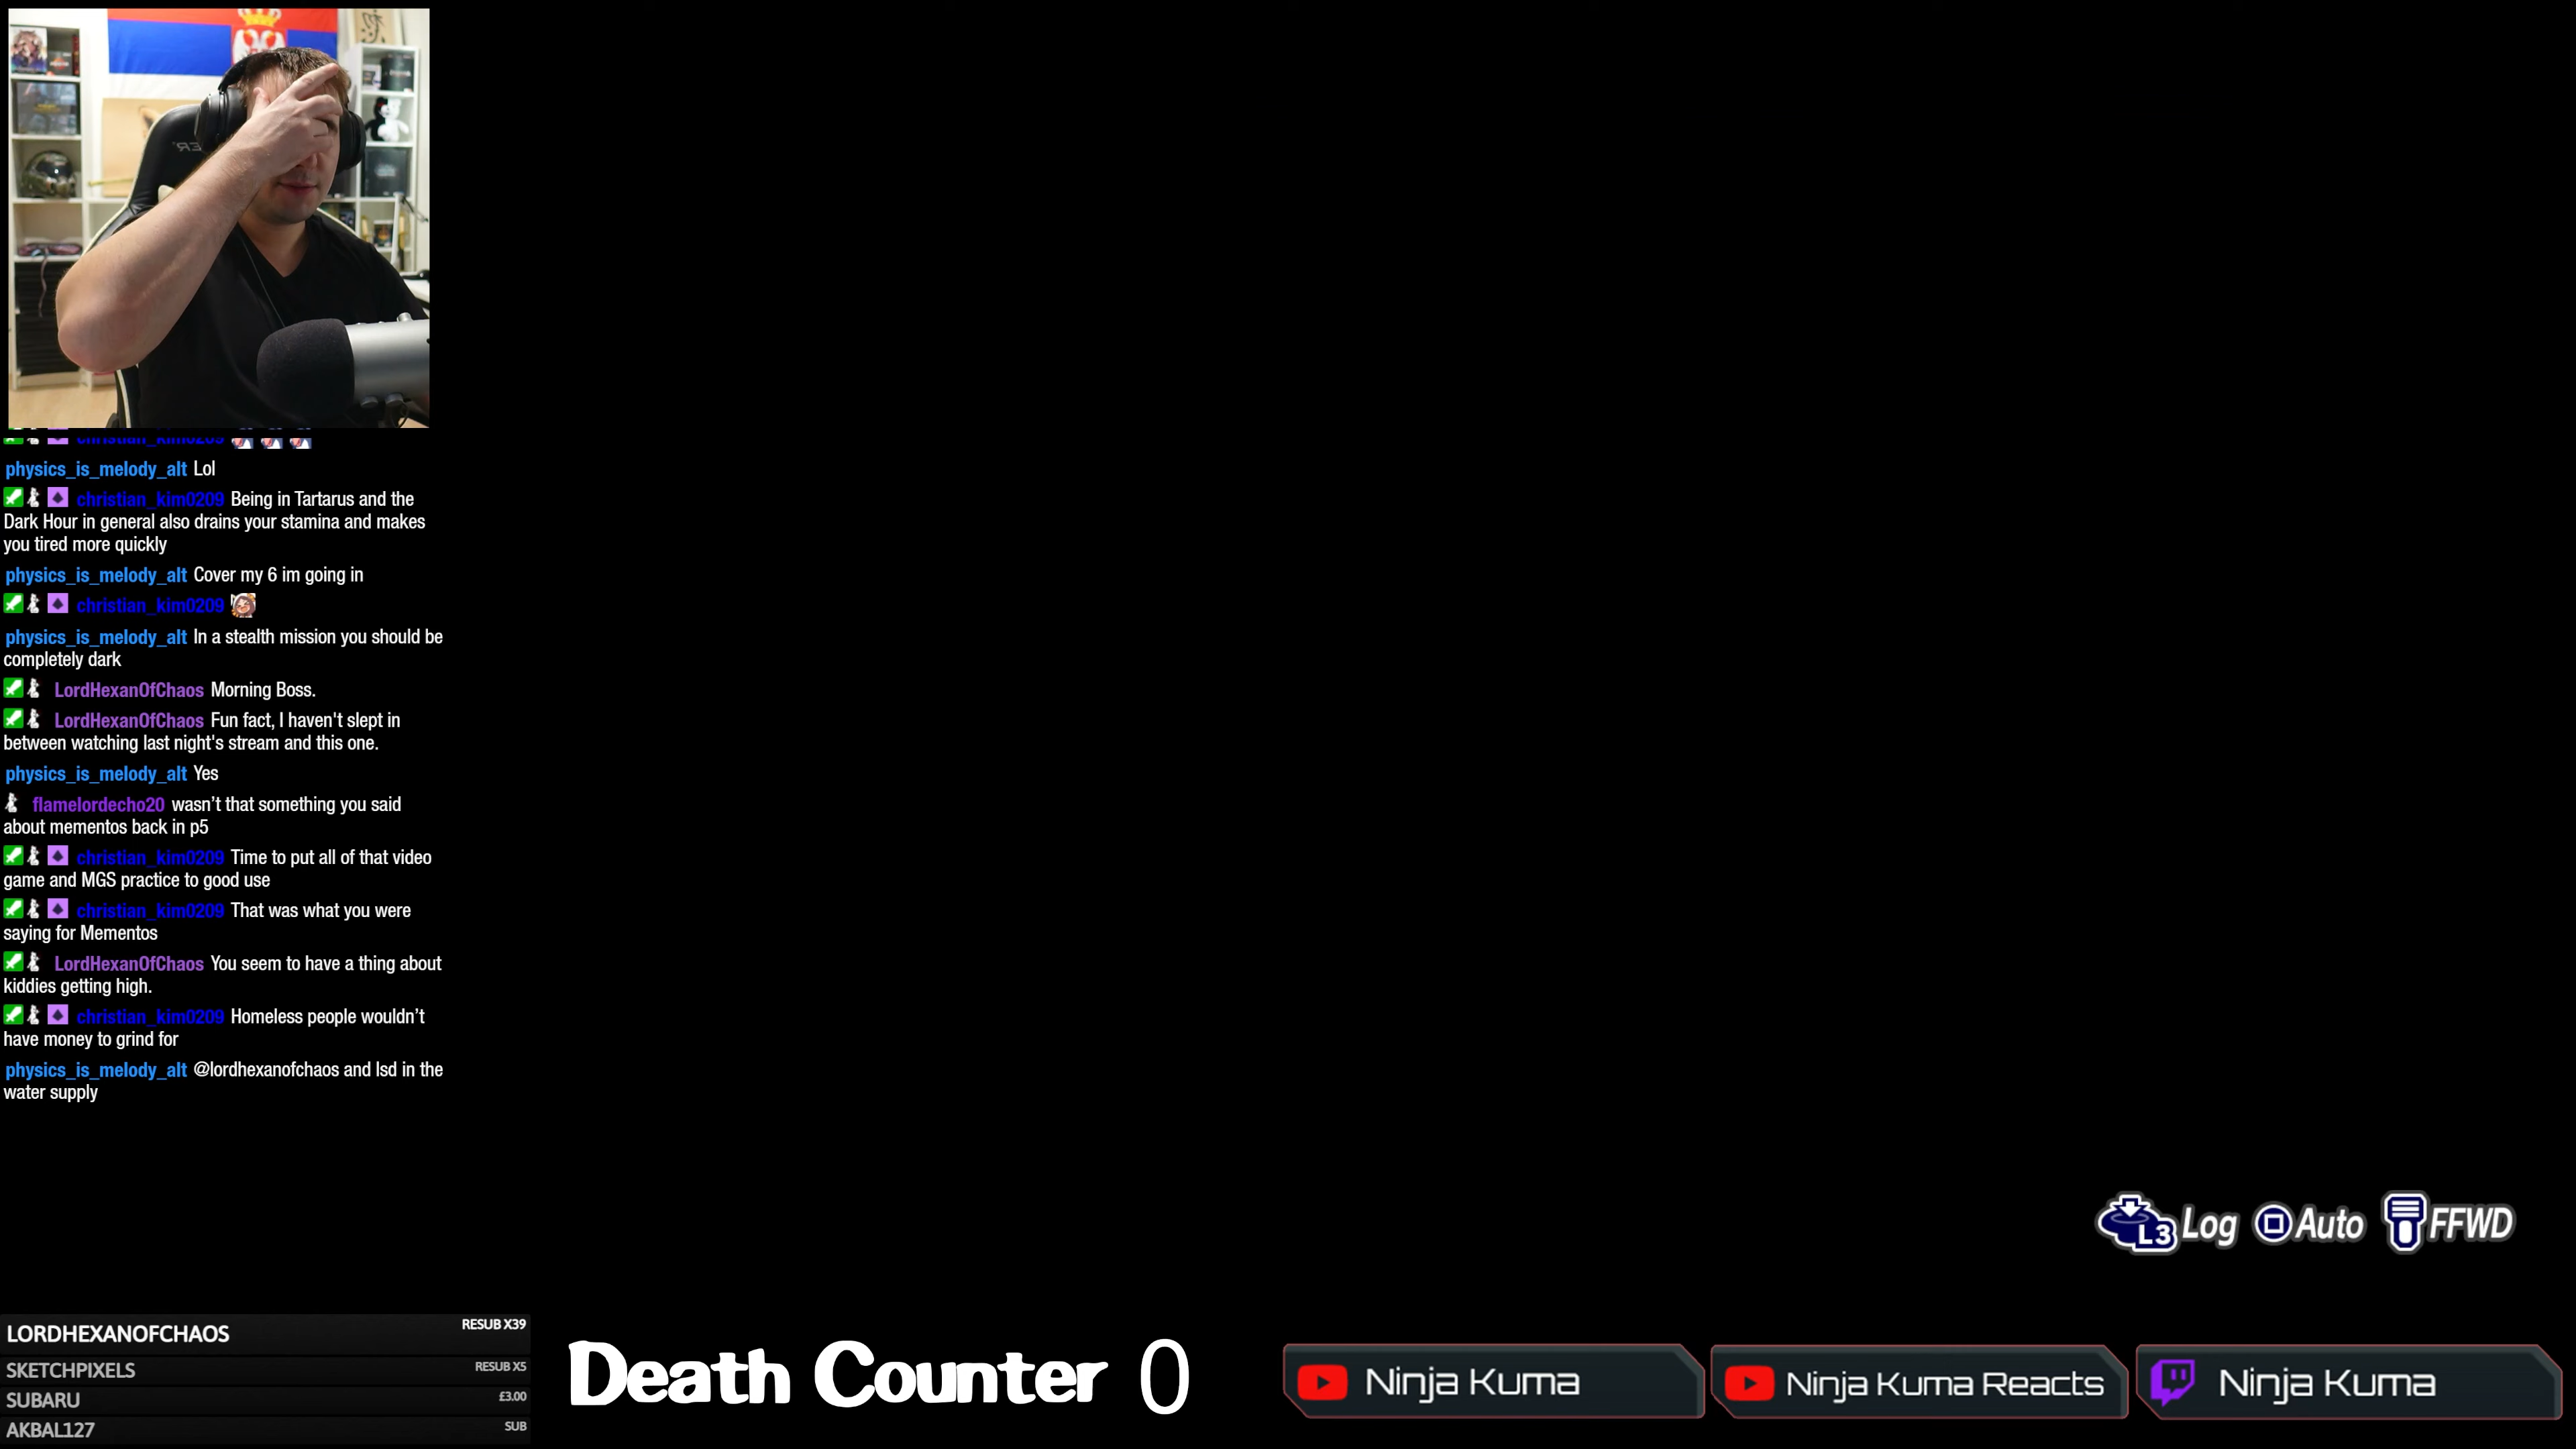 christian_kim0209
physics_is_melody_alt Lol
christian_kim0209 Being in Tartarus and the
Dark Hour in general also drains your stamina and makes
you tired more quickly
physics_is_melody_alt Cover my 6 im going in
christian_kim0209
physics_is_melody_alt In a stealth mission you should be
completely dark
LordHexanOfChaos Morning Boss.
LordHexanOfChaos Fun fact, I haven't slept in
between watching last night's stream and this one.
physics_is_melody_alt Yes
flamelordecho20 wasn't that something you said
about mementos back in p5
christian_kim0209 Time to put all of that video
game and MGS practice to good use
christian_kim0209 That was what you were
saying for Mementos
LordHexanOfChaos You seem to have a thing about
kiddies getting high.
christian_kim0209 Homeless people wouldn't
have money to grind for
physics_is_melody_alt @lordhexanofchaos and lsd in the
water supply
L3 Log Auto FFWD
LORDHEXANOFCHAOS RESUB X39
SKETCHPIXELS RESUB X5
SUBARU £3.00
AKBAL127 SUB
Death Counter 0
Ninja Kuma
Ninja Kuma Reacts
Ninja Kuma